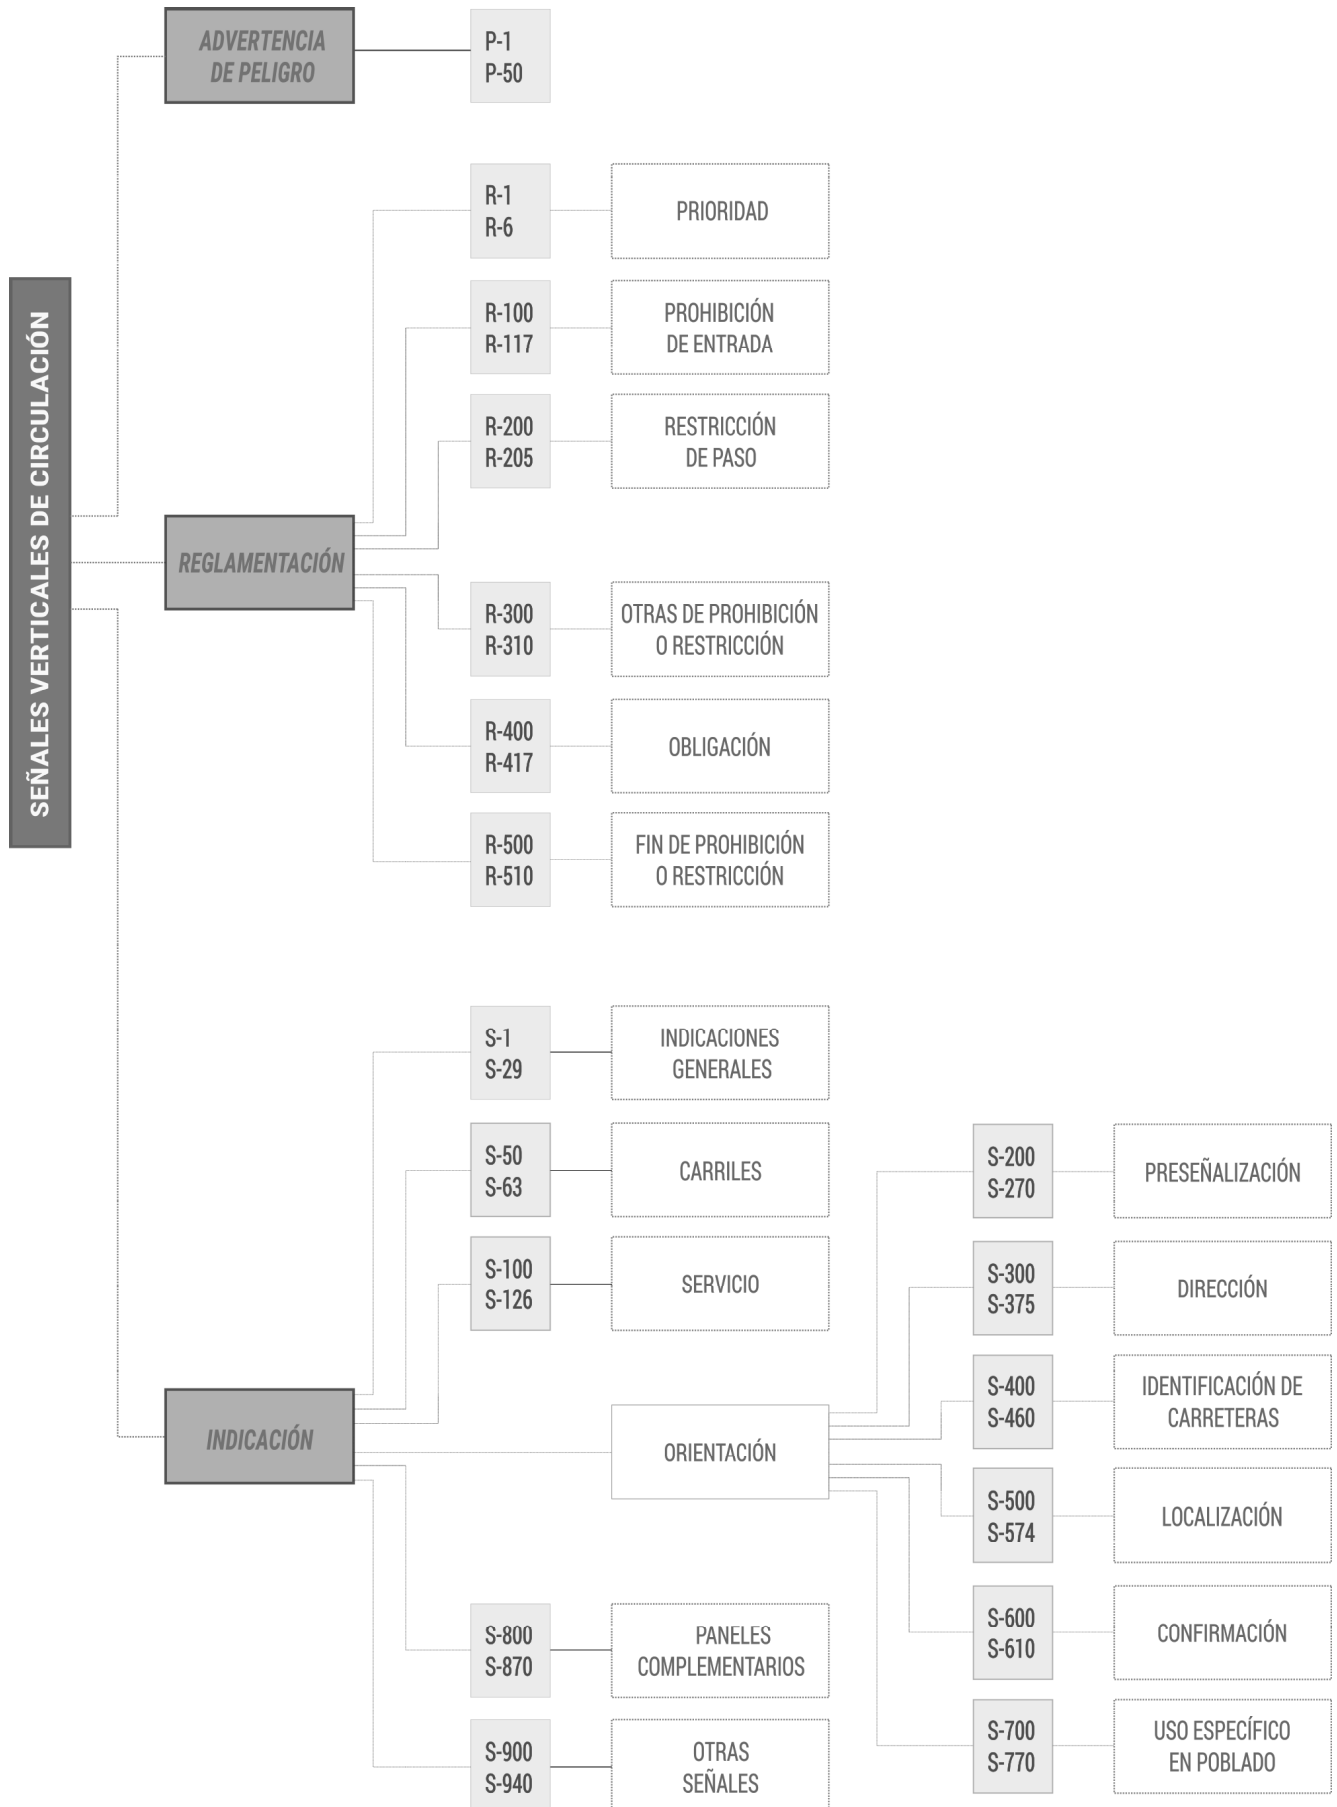 SEÑALES VERTICALES DE CIRCULACIÓN
ADVERTENCIA
DE PELIGRO
P-1
P-50
REGLAMENTACIÓN
R-1
R-6
PRIORIDAD
R-100
R-117
PROHIBICIÓN
DE ENTRADA
R-200
R-205
RESTRICCIÓN
DE PASO
R-300
R-310
OTRAS DE PROHIBICIÓN
O RESTRICCIÓN
R-400
R-417
OBLIGACIÓN
R-500
R-510
FIN DE PROHIBICIÓN
O RESTRICCIÓN
INDICACIÓN
S-1
S-29
INDICACIONES
GENERALES
S-50
S-63
CARRILES
S-100
S-126
SERVICIO
ORIENTACIÓN
S-200
S-270
PRESEÑALIZACIÓN
S-300
S-375
DIRECCIÓN
S-400
S-460
IDENTIFICACIÓN DE
CARRETERAS
S-500
S-574
LOCALIZACIÓN
S-600
S-610
CONFIRMACIÓN
S-700
S-770
USO ESPECÍFICO
EN POBLADO
S-800
S-870
PANELES
COMPLEMENTARIOS
S-900
S-940
OTRAS
SEÑALES